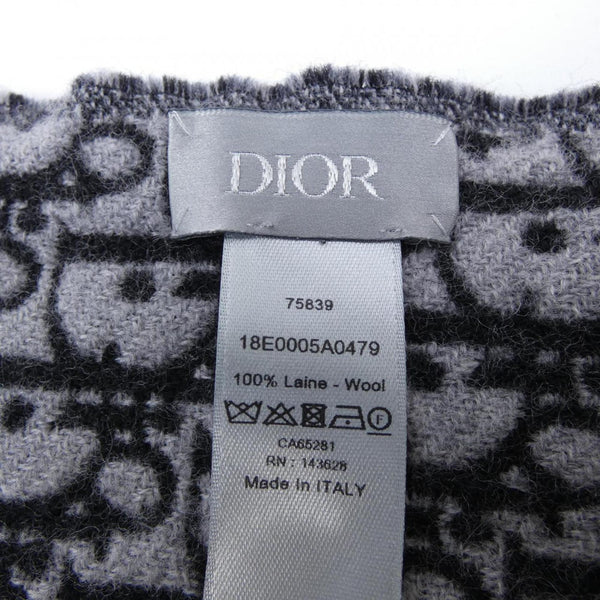 DIOR
75839
18E0005A0479
100% Laine - Wool
F
CA65281
RN : 143628
Made in ITALY